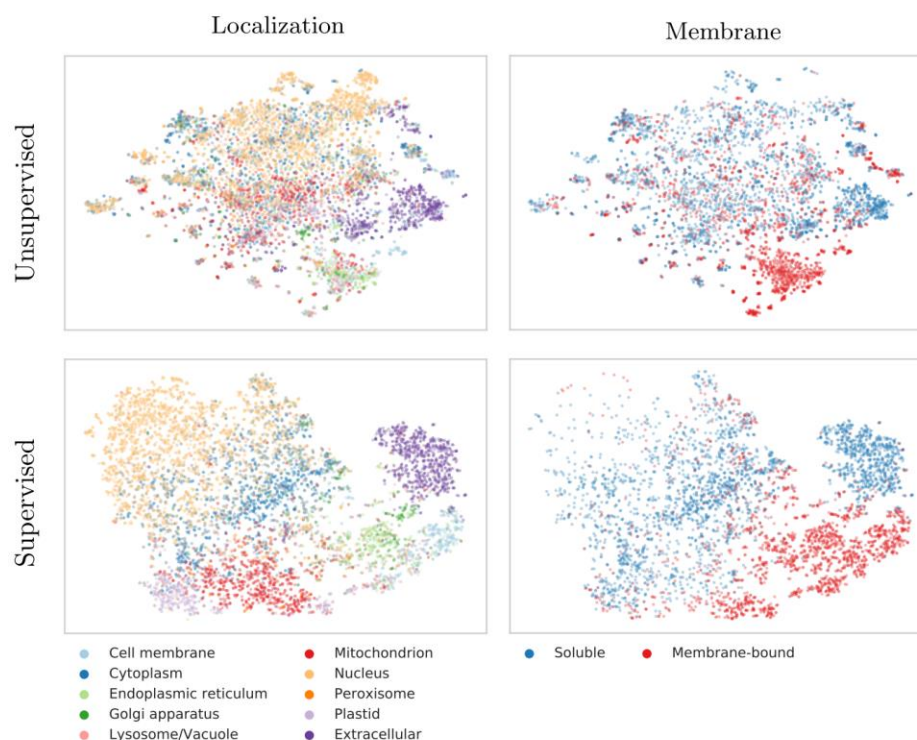 Localization
Membrane
Unsupervised
Supervised
Cell membrane
Cytoplasm
Endoplasmic reticulum
Golgi apparatus
Lysosome/Vacuole
Mitochondrion
Nucleus
Peroxisome
Plastid
Extracellular
Soluble
Membrane-bound